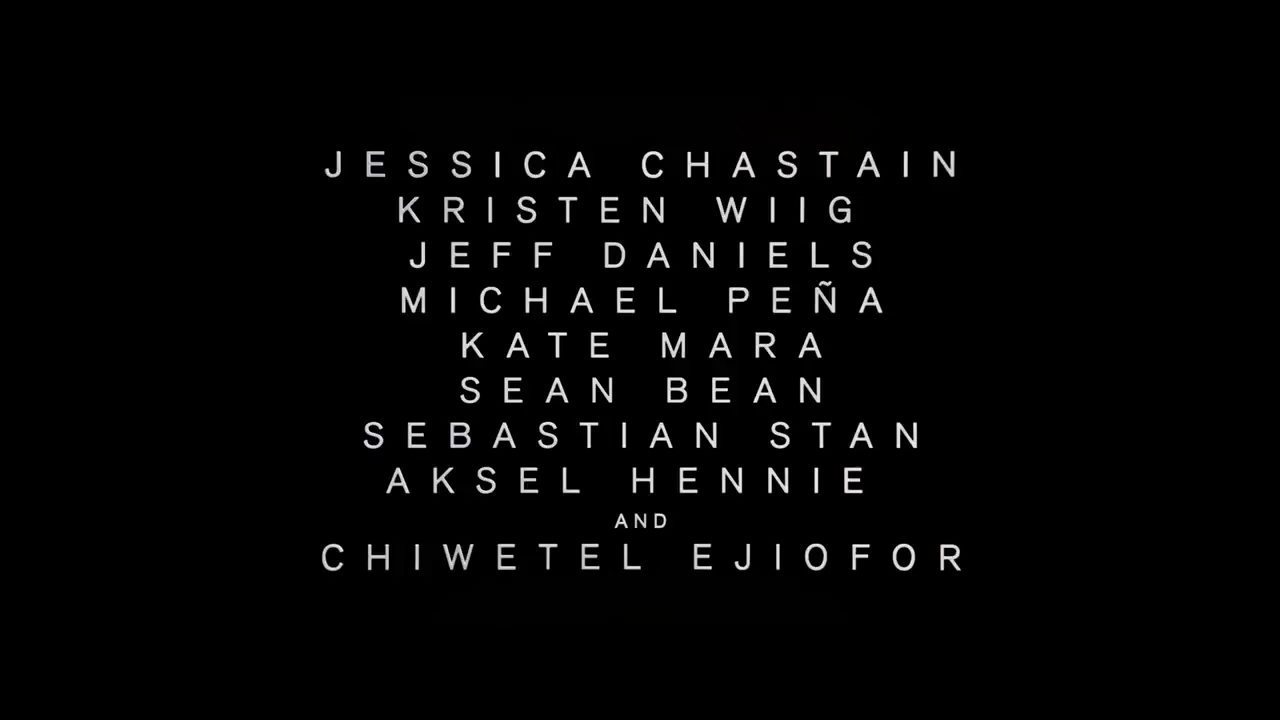 JESSICA CHASTAIN
KRISTEN WIIG
JEFF DANIELS
MICHAEL PEÑA
KATE MARA
SEAN BEAN
SEBASTIAN STAN
AKSEL HENNIE
AND
CHIWETEL EJIOFOR